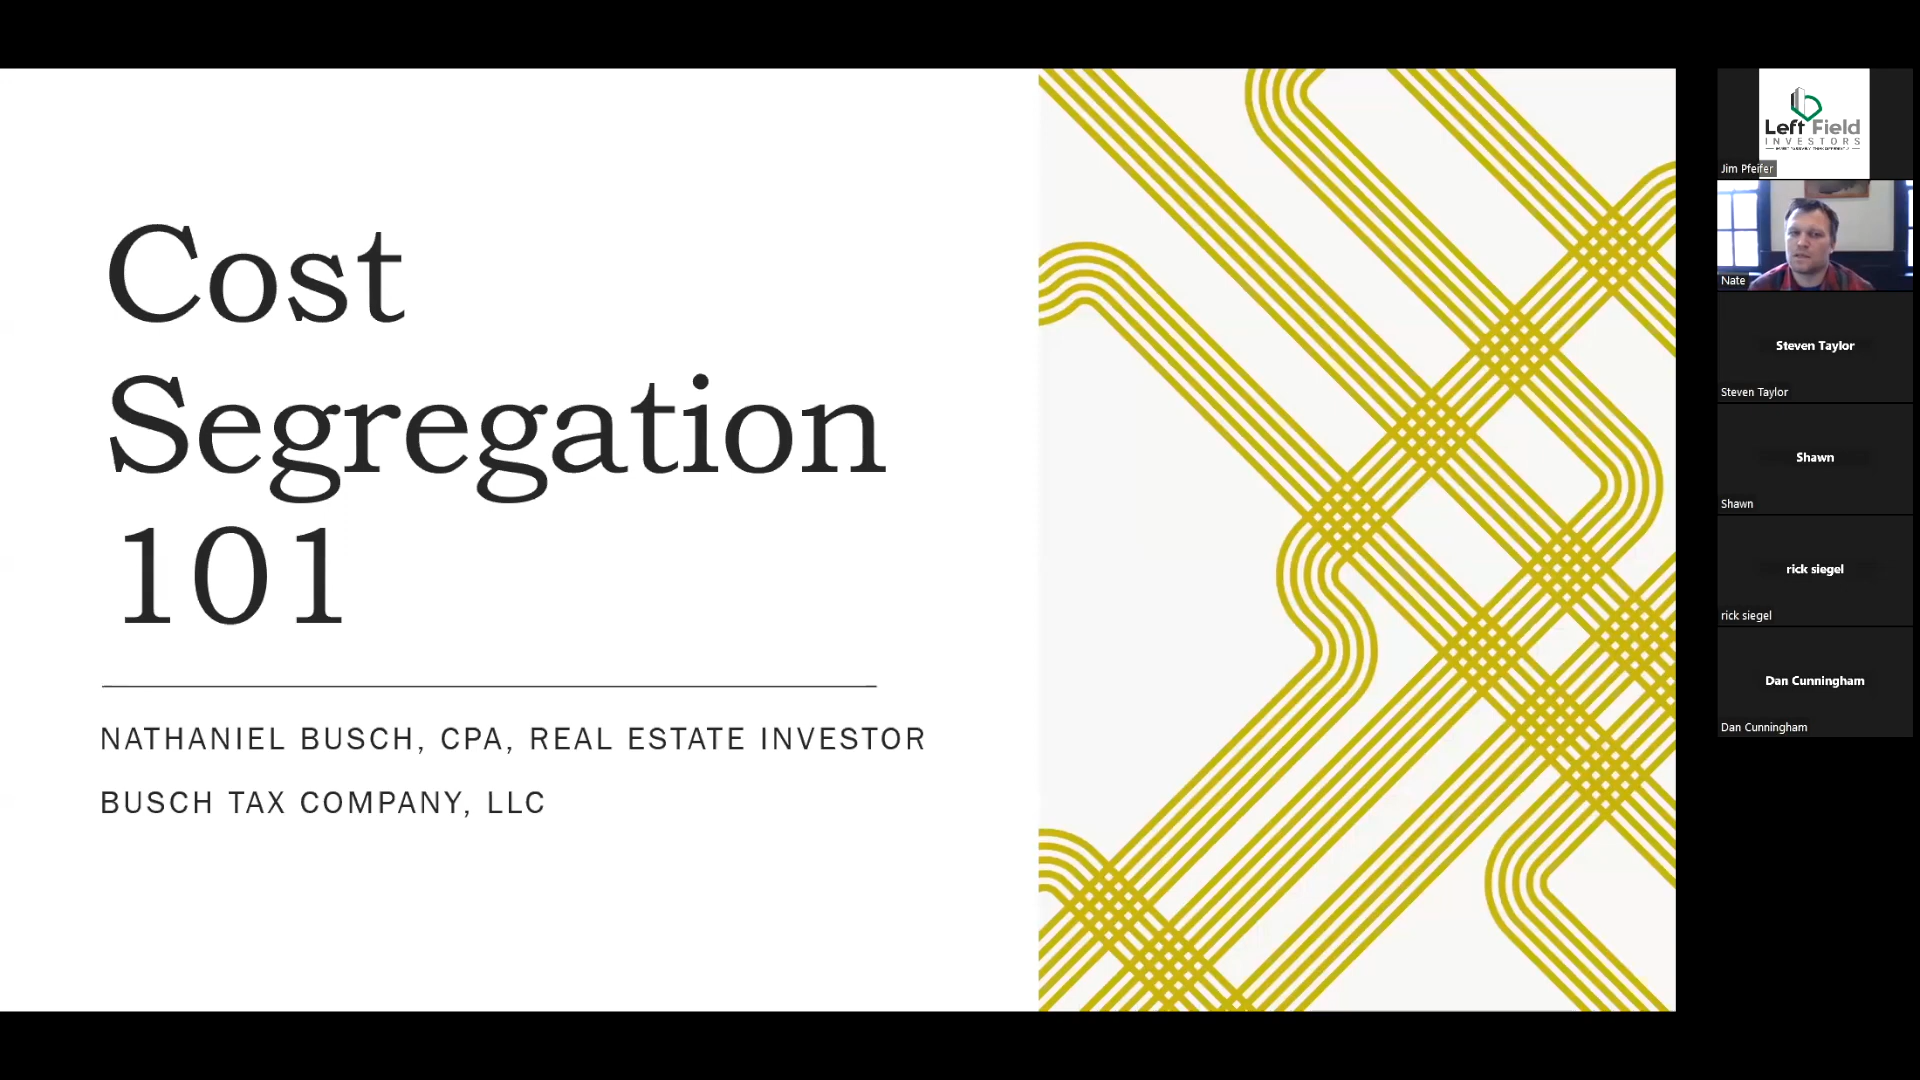 Cost
Segregation
101
NATHANIEL BUSCH, CPA, REAL ESTATE INVESTOR
BUSCH TAX COMPANY, LLC
Left Field
INVESTORS
Jim Pfeifer
Nate
Steven Taylor
Steven Taylor
Shawn
Shawn
rick siegel
rick siegel
Dan Cunningham
Dan Cunningham